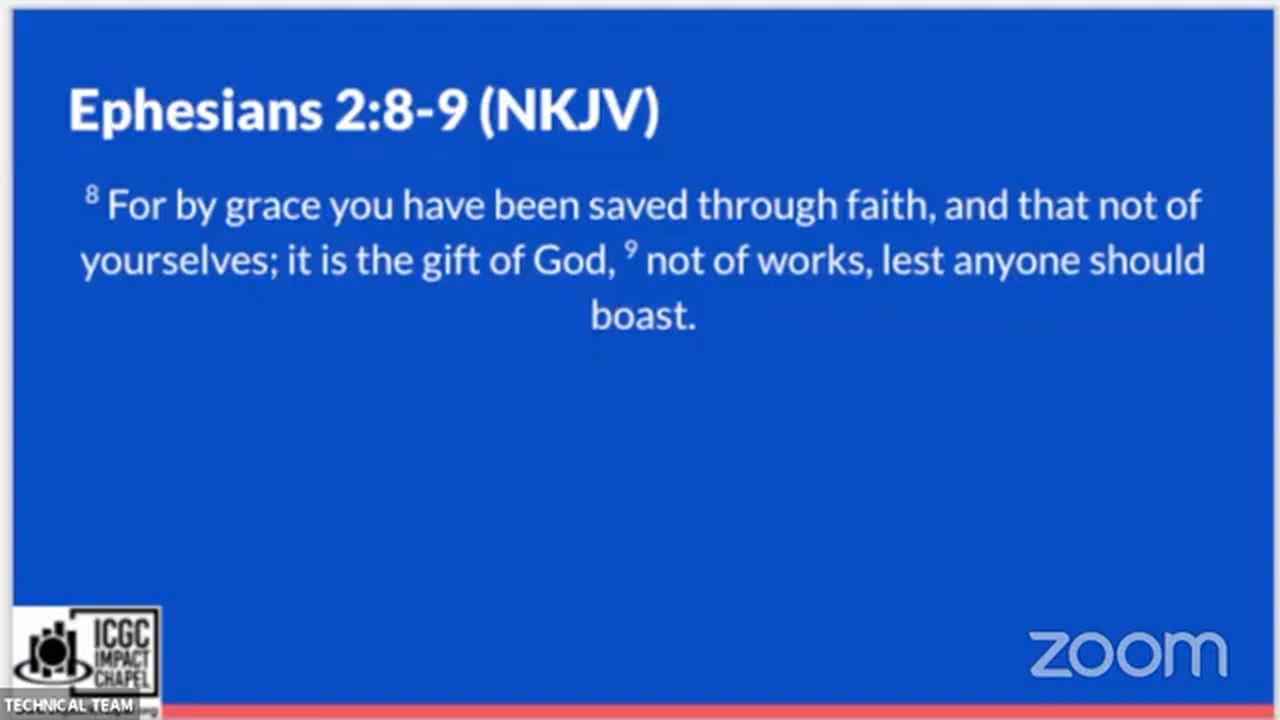 Ephesians 2:8-9 (NKJV)
8 For by grace you have been saved through faith, and that not of
yourselves; it is the gift of God, 9 not of works, lest anyone should
boast.
ICGC
IMPACT
CHAPEL
TECHNICAL TEAM
zoom